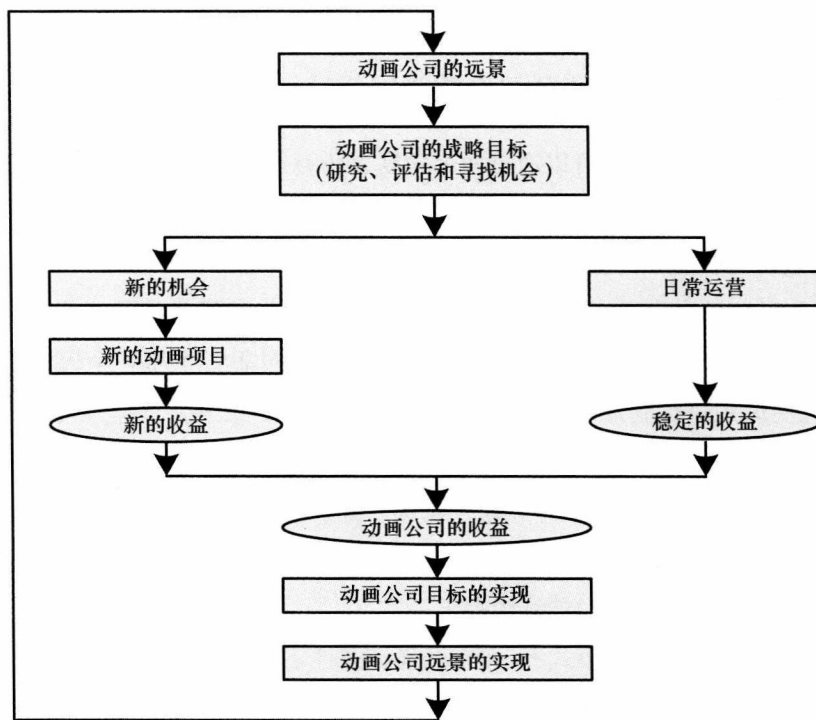 动画公司的远景
动画公司的战略目标
（研究、评估和寻找机会）
新的机会
日常运营
新的动画项目
新的收益
稳定的收益
动画公司的收益
动画公司目标的实现
动画公司远景的实现